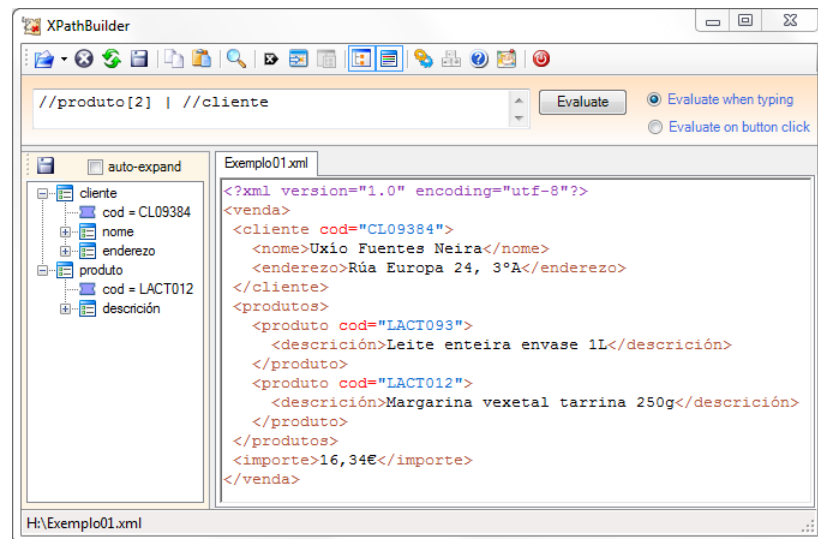 XPathBuilder
//produto[2] | //cliente
Evaluate
Evaluate when typing
Evaluate on button click
auto-expand
cliente
cod = CL09384
nome
enderezo
produto
cod = LACT012
descrición
Exemplo01.xml
<?xml version="1.0" encoding="utf-8"?>
<venda>
<cliente cod="CL09384">
<nome>Uxío Fuentes Neira</nome>
<enderezo>Rúa Europa 24, 3ºA</enderezo>
</cliente>
<produtos>
<produto cod="LACT093">
<descrición>Leite enteira envase 1L</descrición>
</produto>
<produto cod="LACT012">
<descrición>Margarina vexetal tarrina 250g</descrición>
</produto>
</produtos>
<importe>16,34€</importe>
</venda>
H:\Exemplo01.xml